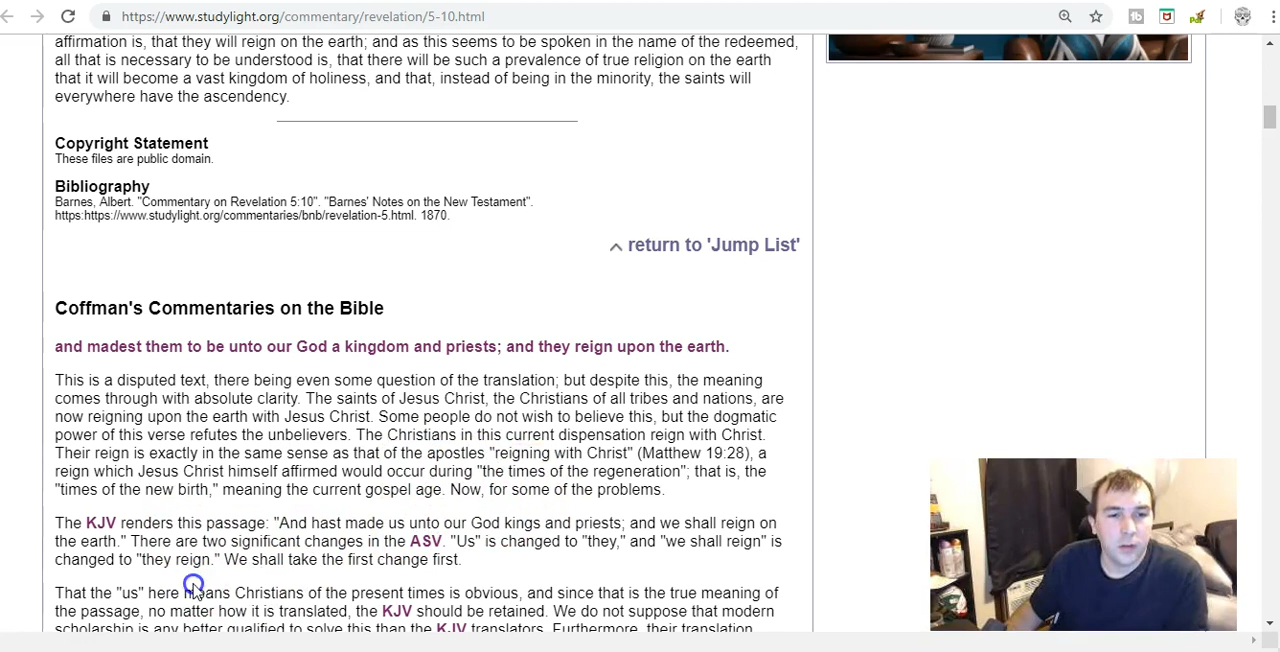 https://www.studylight.org/commentary/revelation/5-10.html
affirmation is, that they will reign on the earth; and as this seems to be spoken in the name of the redeemed,
all that is necessary to be understood is, that there will be such a prevalence of true religion on the earth
that it will become a vast kingdom of holiness, and that, instead of being in the minority, the saints will
everywhere have the ascendency.
Copyright Statement
These files are public domain.
Bibliography
Barnes, Albert. "Commentary on Revelation 5:10". "Barnes' Notes on the New Testament".
https:https://www.studylight.org/commentaries/bnb/revelation-5.html. 1870.
return to 'Jump List'
Coffman's Commentaries on the Bible
and madest them to be unto our God a kingdom and priests; and they reign upon the earth.
This is a disputed text, there being even some question of the translation; but despite this, the meaning
comes through with absolute clarity. The saints of Jesus Christ, the Christians of all tribes and nations, are
now reigning upon the earth with Jesus Christ. Some people do not wish to believe this, but the dogmatic
power of this verse refutes the unbelievers. The Christians in this current dispensation reign with Christ.
Their reign is exactly in the same sense as that of the apostles "reigning with Christ" (Matthew 19:28), a
reign which Jesus Christ himself affirmed would occur during "the times of the regeneration"; that is, the
"times of the new birth," meaning the current gospel age. Now, for some of the problems.
The KJV renders this passage: "And hast made us unto our God kings and priests; and we shall reign on
the earth." There are two significant changes in the ASV. "Us" is changed to "they," and "we shall reign" is
changed to "they reign." We shall take the first change first.
That the "us" here means Christians of the present times is obvious, and since that is the true meaning of
the passage, no matter how it is translated, the KJV should be retained. We do not suppose that modern
scholarship is any better qualified to solve this than the KJV translators. Furthermore, their translation